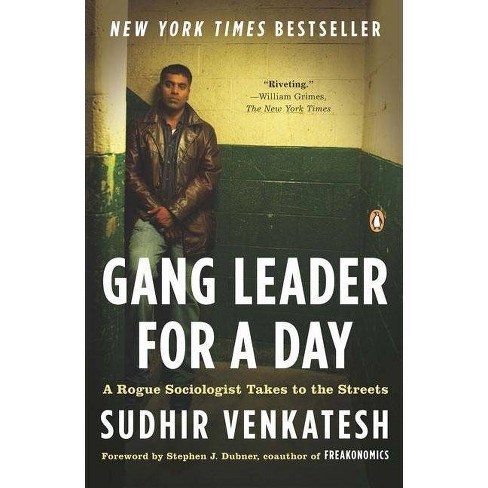 NEW YORK TIMES BESTSELLER
“Riveting.”
—William Grimes,
The New York Times
GANG LEADER
FOR A DAY
A Rogue Sociologist Takes to the Streets
SUDHIR VENKATESH
Foreword by Stephen J. Dubner, coauthor of FREAKONOMICS